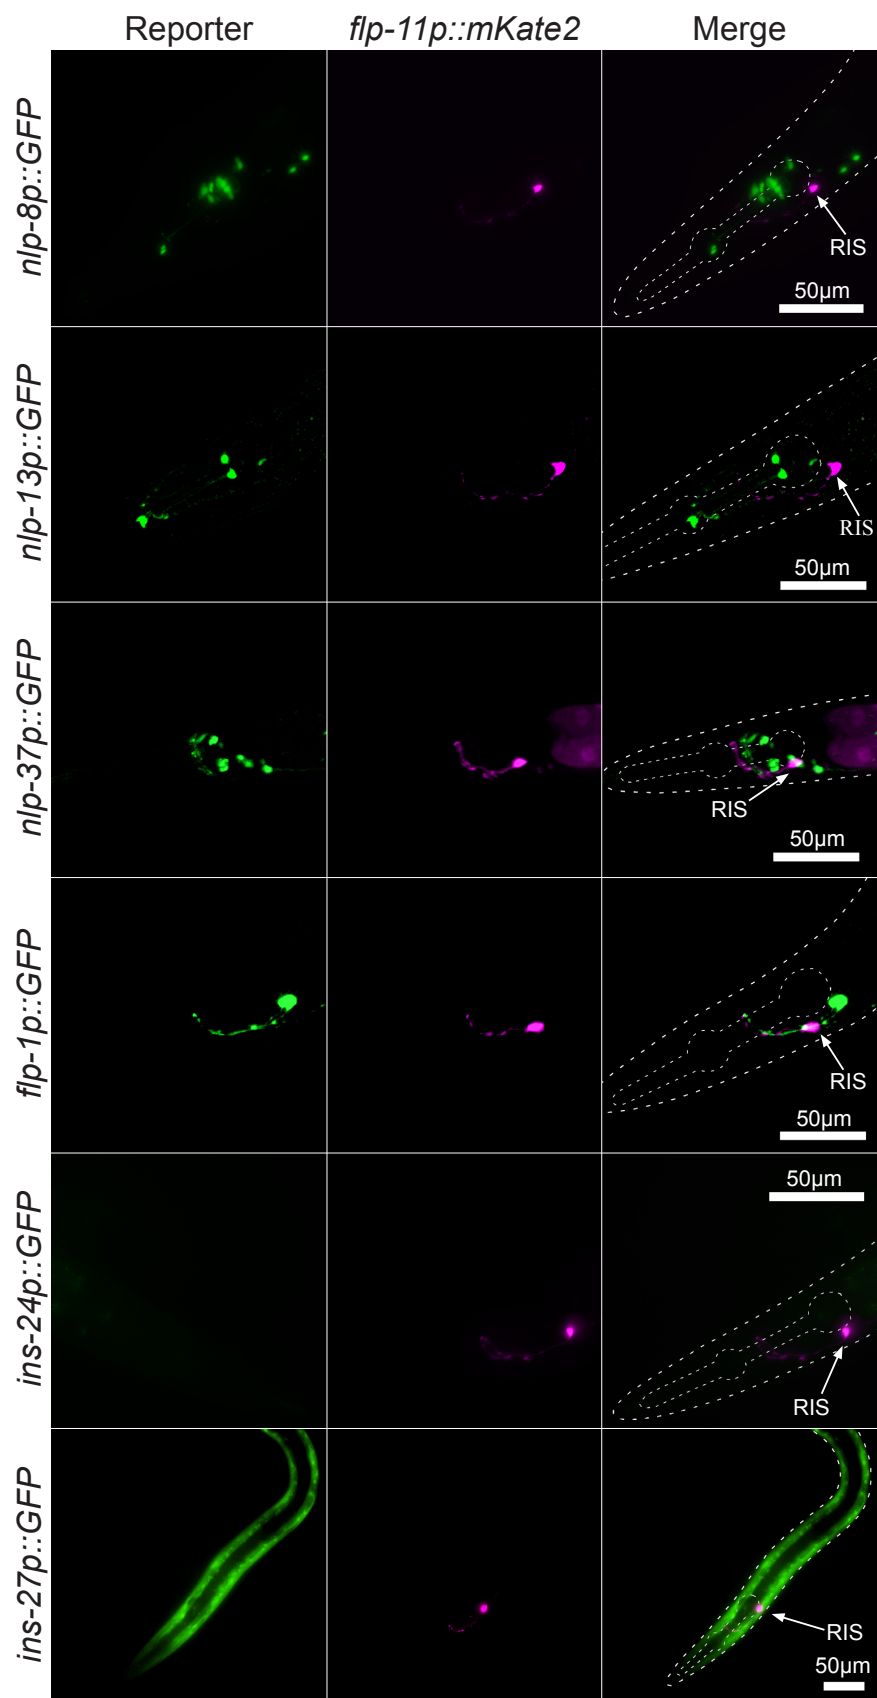 Reporter flp-11p::mKate2 Merge
nlp-8p::GFP
RIS
50µm
nlp-13p::GFP
RIS
50µm
nlp-37p::GFP
RIS
50µm
flp-1p::GFP
RIS
50µm
ins-24p::GFP
50µm
RIS
ins-27p::GFP
RIS
50µm